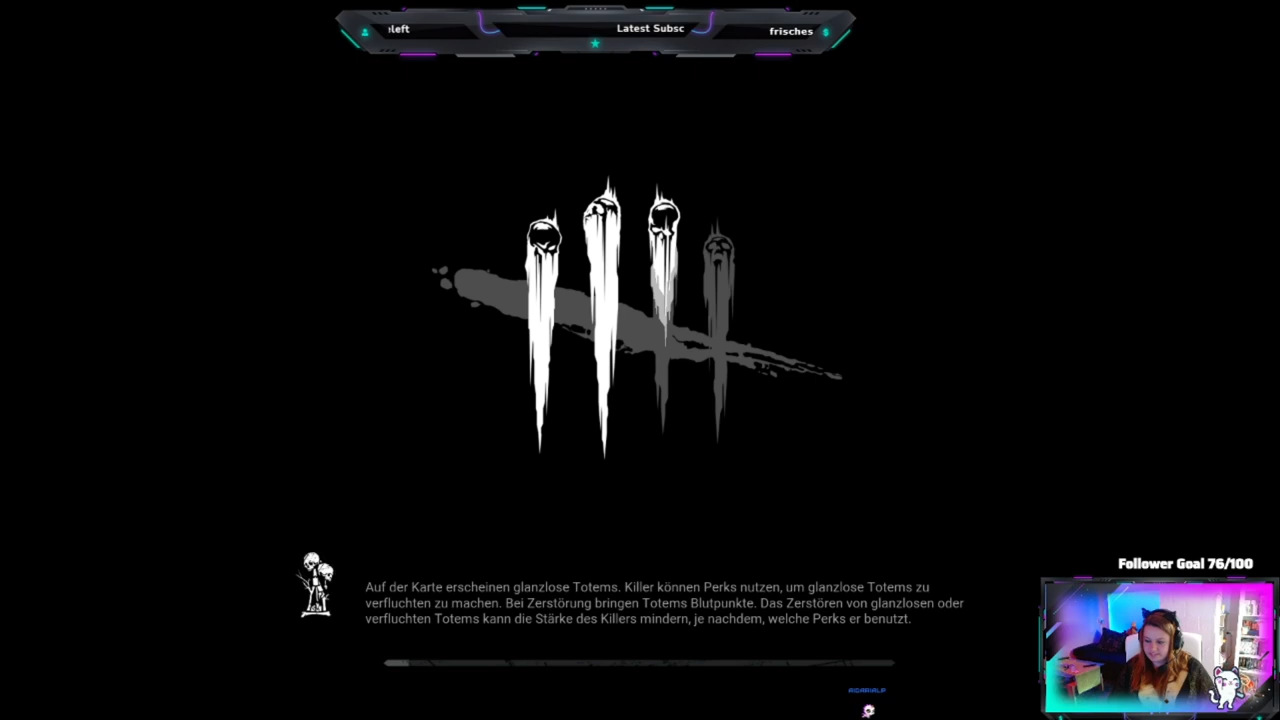 left
Latest Subsc
frisches
Auf der Karte erscheinen glanzlose Totems. Killer können Perks nutzen, um glanzlose Totems zu
verfluchten zu machen. Bei Zerstörung bringen Totems Blutpunkte. Das Zerstören von glanzlosen oder
verfluchten Totems kann die Stärke des Killers mindern, je nachdem, welche Perks er benutzt.
Follower Goal 76/100